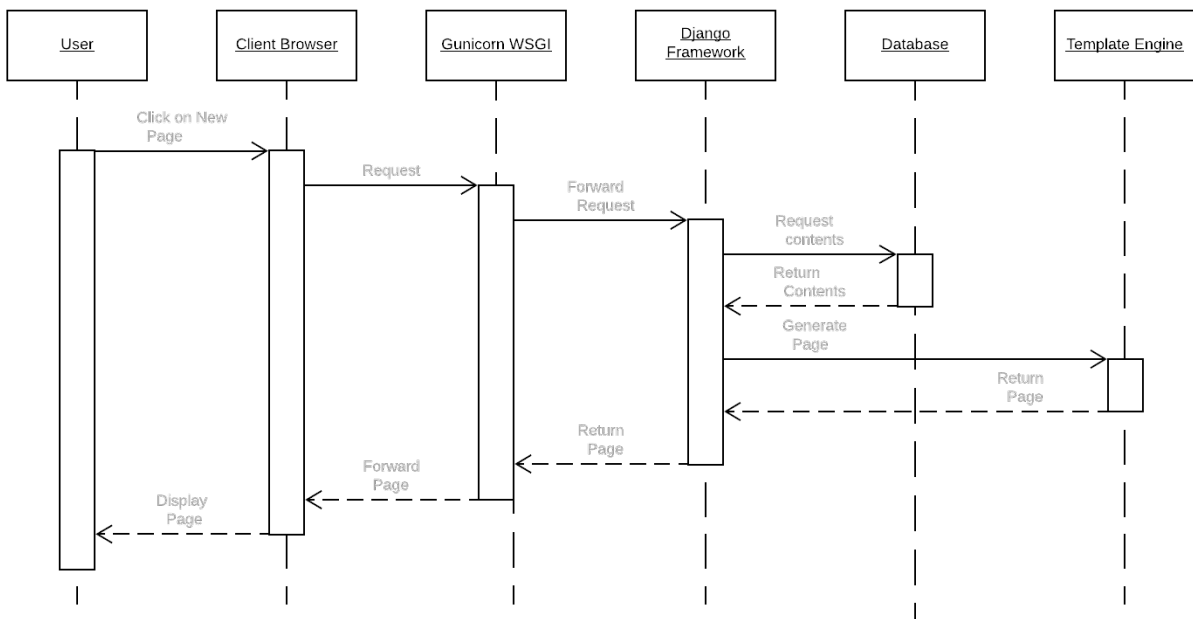 User
Client Browser
Gunicorn WSGI
Django
Framework
Database
Template Engine
Click on New
Page
Request
Forward
Request
Request
contents
Return
Contents
Generate
Page
Return
Page
Return
Page
Forward
Page
Display
Page